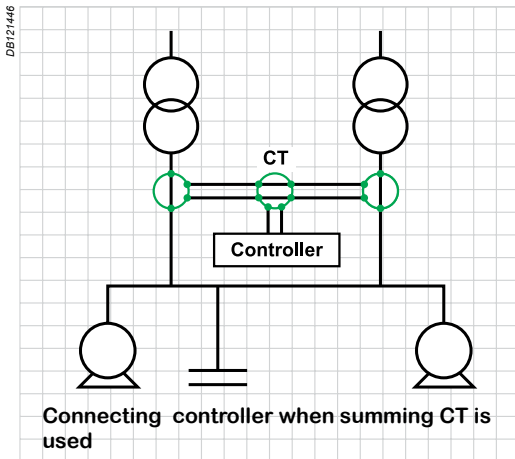 DB121446
CT
Controller
Connecting controller when summing CT is
used